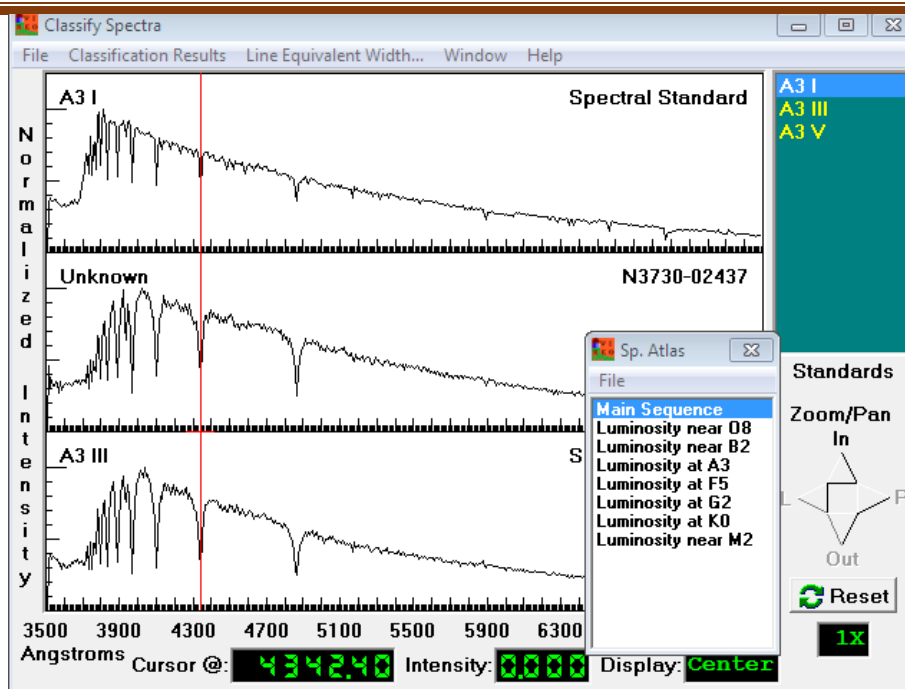 Classify Spectra
File Classification Results Line Equivalent Width... Window Help
A3 I Spectral Standard
Unknown N3730-02437
A3 III S
Normalized Intensity
A3 I
A3 III
A3 V
Sp. Atlas
File
Main Sequence
Luminosity near O8
Luminosity near B2
Luminosity at A3
Luminosity at F5
Luminosity at G2
Luminosity at K0
Luminosity near M2
Standards
Zoom/Pan
In
L
Out
Reset
1X
3500 3900 4300 4700 5100 5500 5900 6300
Angstroms Cursor @: 4342.40 Intensity: 0.000 Display: Center